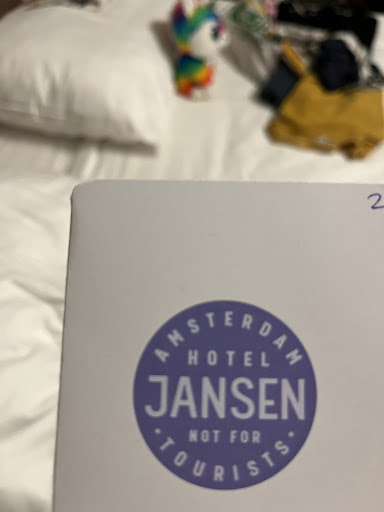 2
AMSTERDAM
HOTEL
JANSEN
NOT FOR
· TOURISTS ·